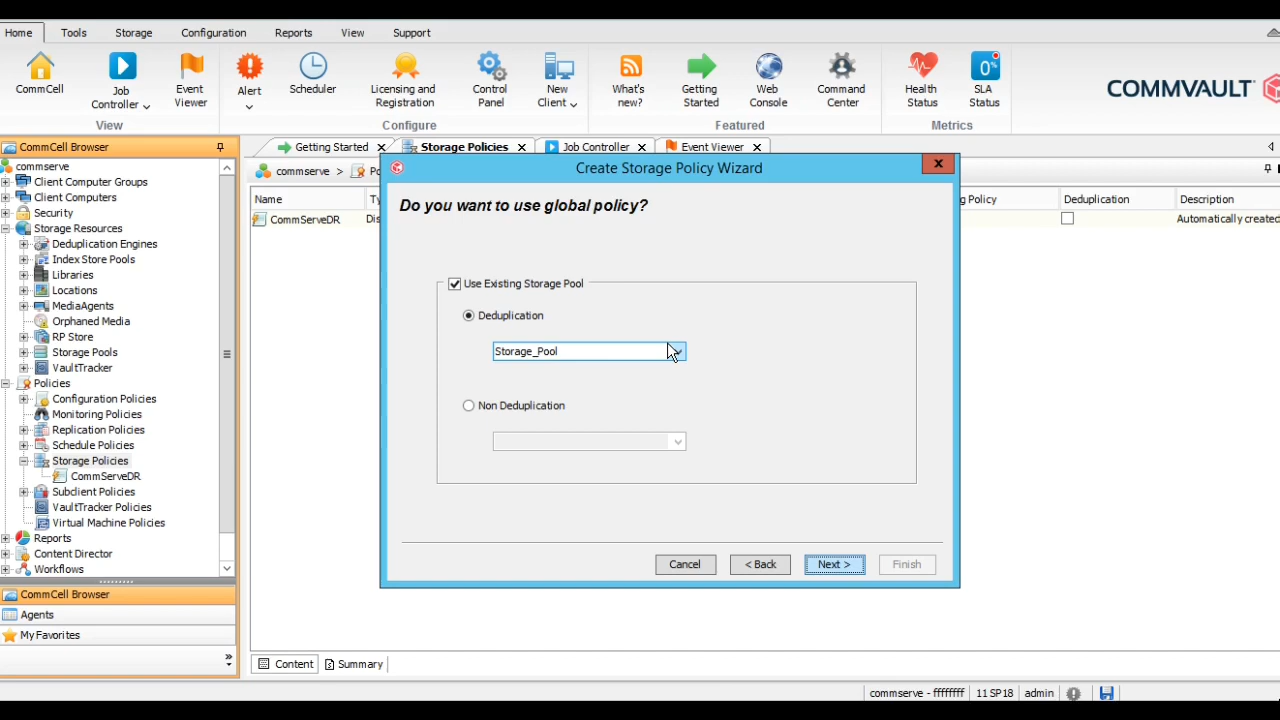 Home Tools Storage Configuration Reports View Support
CommCell
Job
Controller
Event
Viewer
Alert
Scheduler
Licensing and
Registration
Control
Panel
New
Client
What's
new?
Getting
Started
Web
Console
Command
Center
Health
Status
0%
SLA
Status
View Configure Featured Metrics
COMMVAULT
CommCell Browser
commserve
Client Computer Groups
Client Computers
Security
Storage Resources
Deduplication Engines
Index Store Pools
Libraries
Locations
MediaAgents
Orphaned Media
RP Store
Storage Pools
VaultTracker
Policies
Configuration Policies
Monitoring Policies
Replication Policies
Schedule Policies
Storage Policies
CommServeDR
Subclient Policies
VaultTracker Policies
Virtual Machine Policies
Reports
Content Director
Workflows
CommCell Browser
Agents
My Favorites
Getting Started Storage Policies Job Controller Event Viewer
commserve > Po
Name Ty g Policy Deduplication Description
CommServeDR Dis Automatically created
Create Storage Policy Wizard
Do you want to use global policy?
Use Existing Storage Pool
Deduplication
Storage_Pool
Non Deduplication
Cancel < Back Next > Finish
Content Summary
commserve - ffffffff 11 SP18 admin